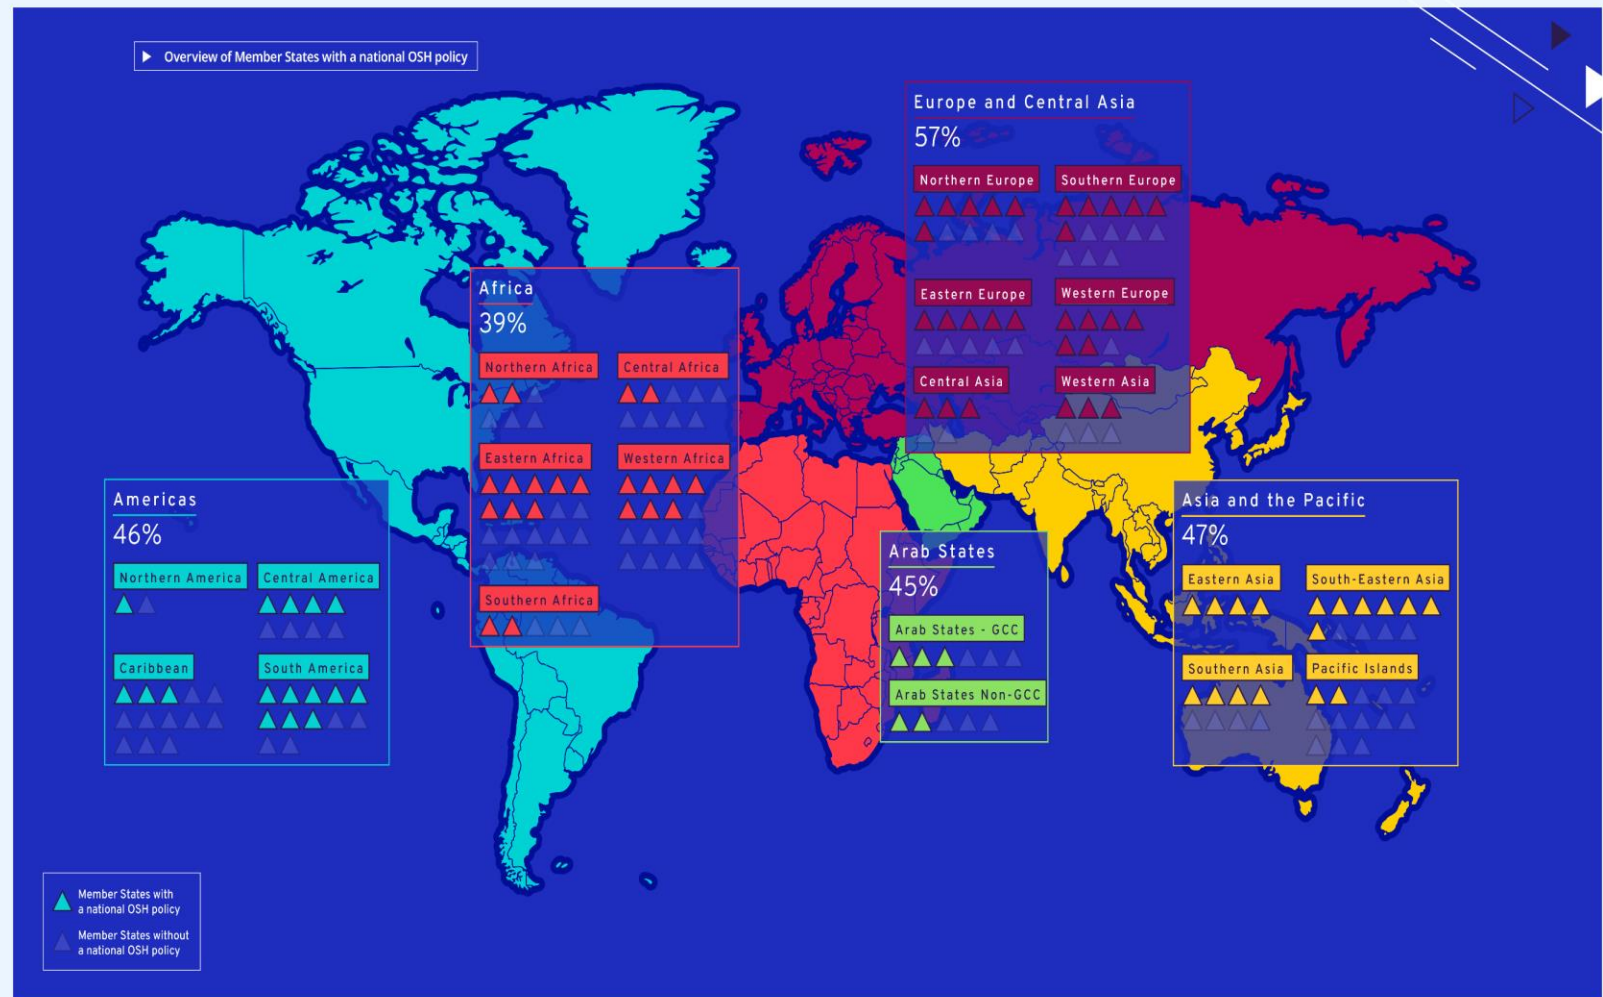 Overview of Member States with a national OSH policy
Europe and Central Asia
57%
Northern Europe
Southern Europe
Eastern Europe
Western Europe
Central Asia
Western Asia
Africa
39%
Northern Africa
Central Africa
Eastern Africa
Western Africa
Southern Africa
Americas
46%
Northern America
Central America
Caribbean
South America
Arab States
45%
Arab States - GCC
Arab States Non-GCC
Asia and the Pacific
47%
Eastern Asia
South-Eastern Asia
Southern Asia
Pacific Islands
Member States with
a national OSH policy
Member States without
a national OSH policy